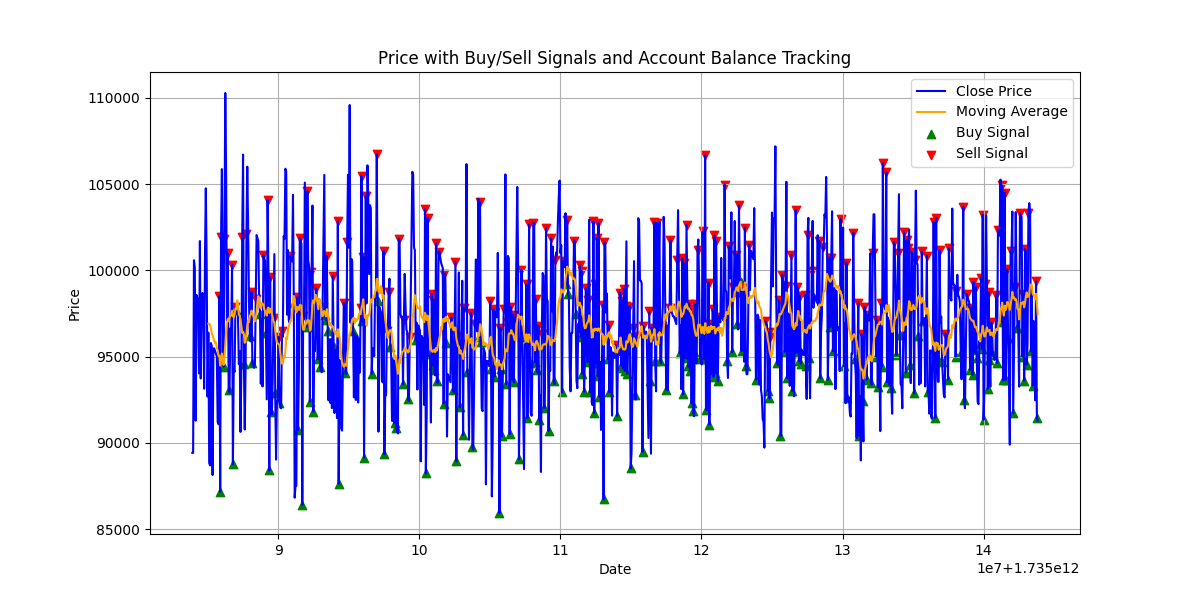 Price with Buy/Sell Signals and Account Balance Tracking
110000
105000
100000
95000
90000
85000
Price
Close Price
Moving Average
Buy Signal
Sell Signal
9 10 11 12 13 14
1e7+1.735e12
Date